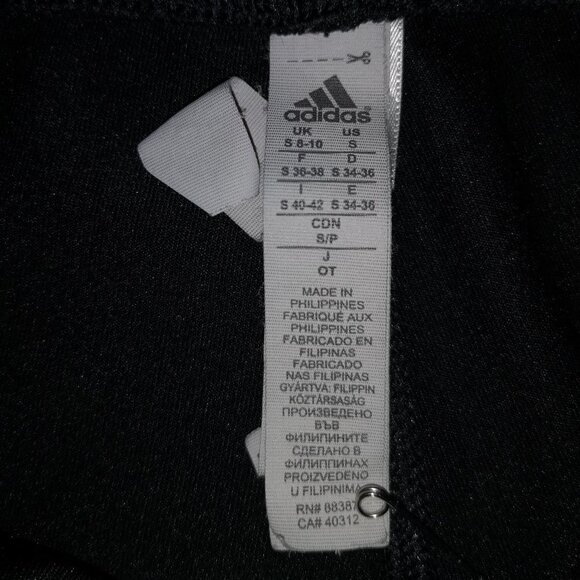 adidas
UK US
S 8-10 S
F D
S 36-38 S 34-36
I E
S 40-42 S 34-36
CDN
S/P
J
OT
MADE IN
PHILIPPINES
FABRIQUÉ AUX
PHILIPPINES
FABRICADO EN
FILIPINAS
FABRICADO
NAS FILIPINAS
GYÁRTVA: FILIPPIN
KÖZTÁRSASÁG
ПРОИЗВЕДЕНО
ВЪВ
ФИЛИПИНИТЕ
СДЕЛАНО В
ФИЛИППИНАХ
PROIZVEDENO
U FILIPINIMA
RN# 88387
CA# 40312